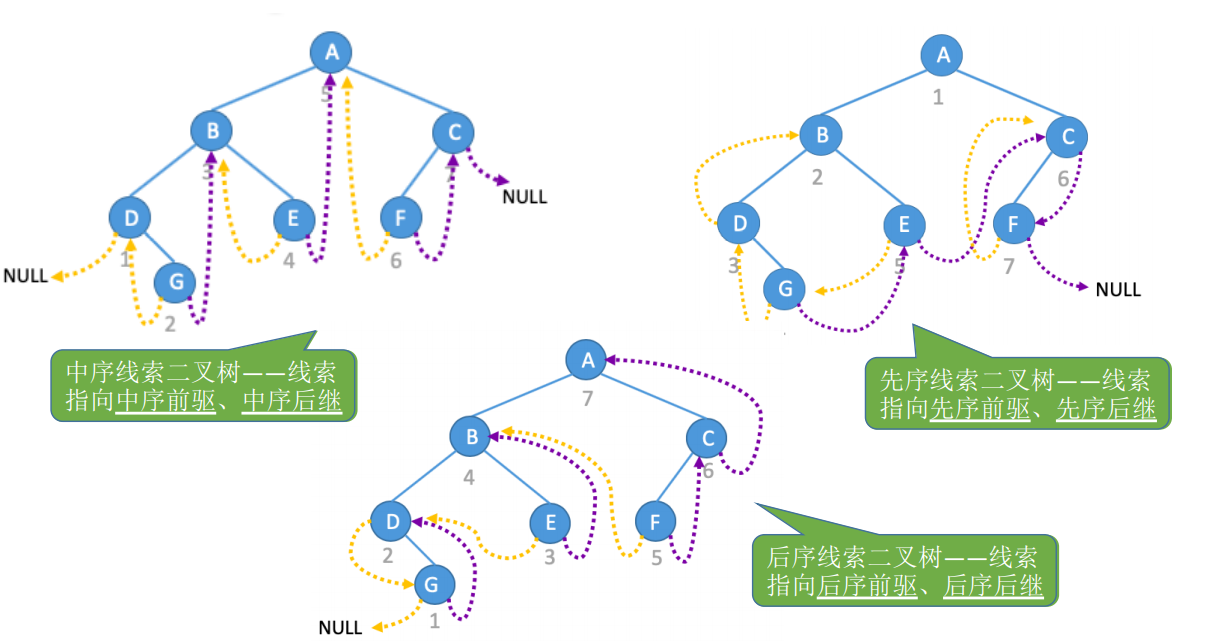 A
5
B
C
3
7
NULL
D
E
F
1
4
6
NULL
G
2
中序线索二叉树——线索
指向中序前驱、中序后继
A
1
B
C
2
6
D
E
F
3
5
7
G
NULL
先序线索二叉树——线索
指向先序前驱、先序后继
A
7
B
C
4
6
D
E
F
2
3
5
G
1
NULL
后序线索二叉树——线索
指向后序前驱、后序后继